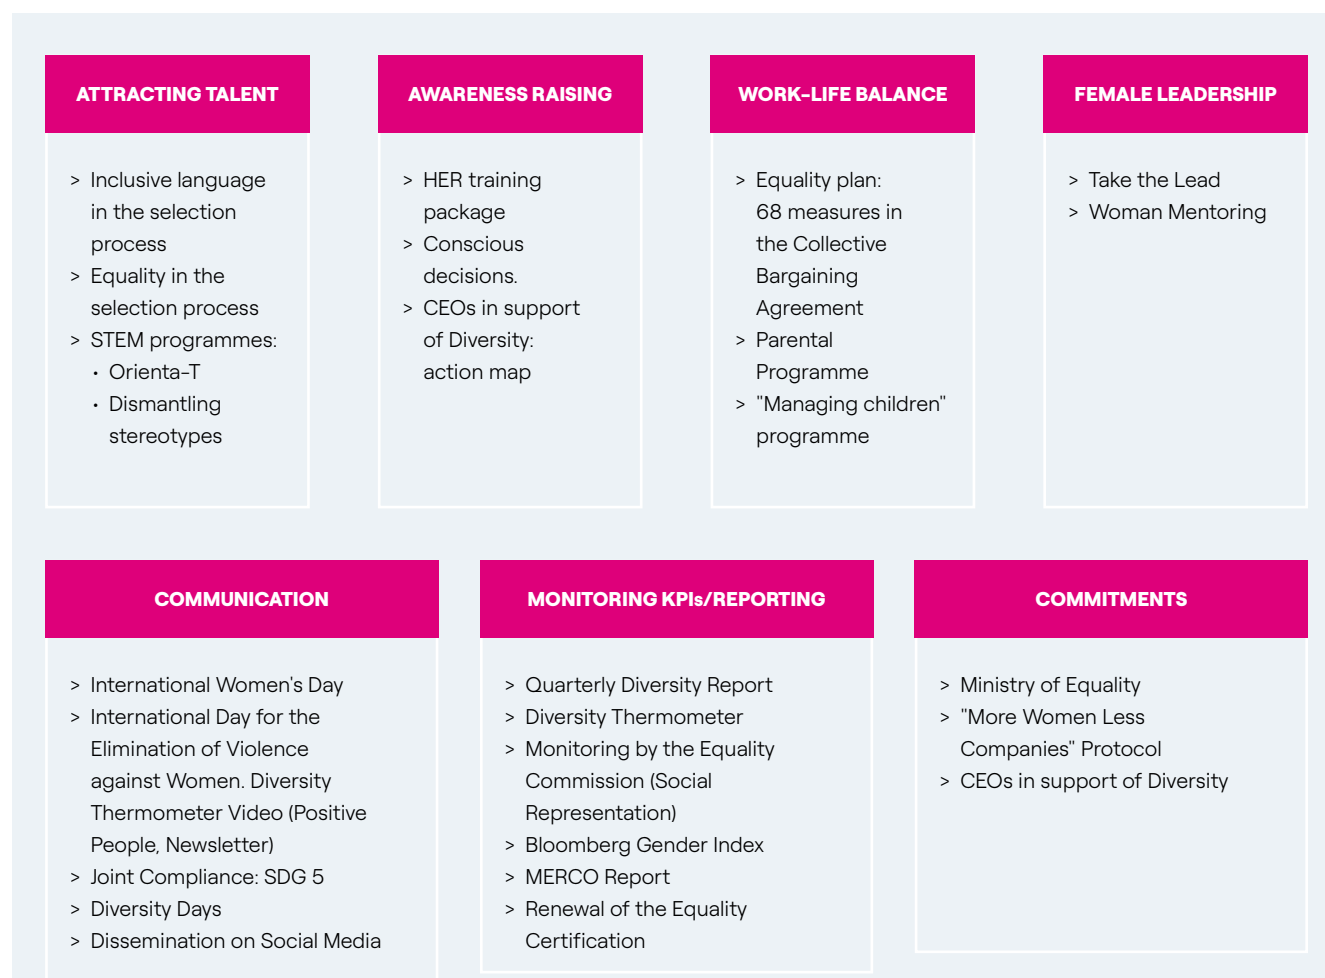 ATTRACTING TALENT
> Inclusive language
in the selection
process
> Equality in the
selection process
> STEM programmes:
• Orienta-T
• Dismantling
stereotypes
AWARENESS RAISING
> HER training
package
> Conscious
decisions.
> CEOs in support
of Diversity:
action map
WORK-LIFE BALANCE
> Equality plan:
68 measures in
the Collective
Bargaining
Agreement
> Parental
Programme
> "Managing children"
programme
FEMALE LEADERSHIP
> Take the Lead
> Woman Mentoring
COMMUNICATION
> International Women's Day
> International Day for the
Elimination of Violence
against Women. Diversity
Thermometer Video (Positive
People, Newsletter)
> Joint Compliance: SDG 5
> Diversity Days
> Dissemination on Social Media
MONITORING KPIs/REPORTING
> Quarterly Diversity Report
> Diversity Thermometer
> Monitoring by the Equality
Commission (Social
Representation)
> Bloomberg Gender Index
> MERCO Report
> Renewal of the Equality
Certification
COMMITMENTS
> Ministry of Equality
> "More Women Less
Companies" Protocol
> CEOs in support of Diversity